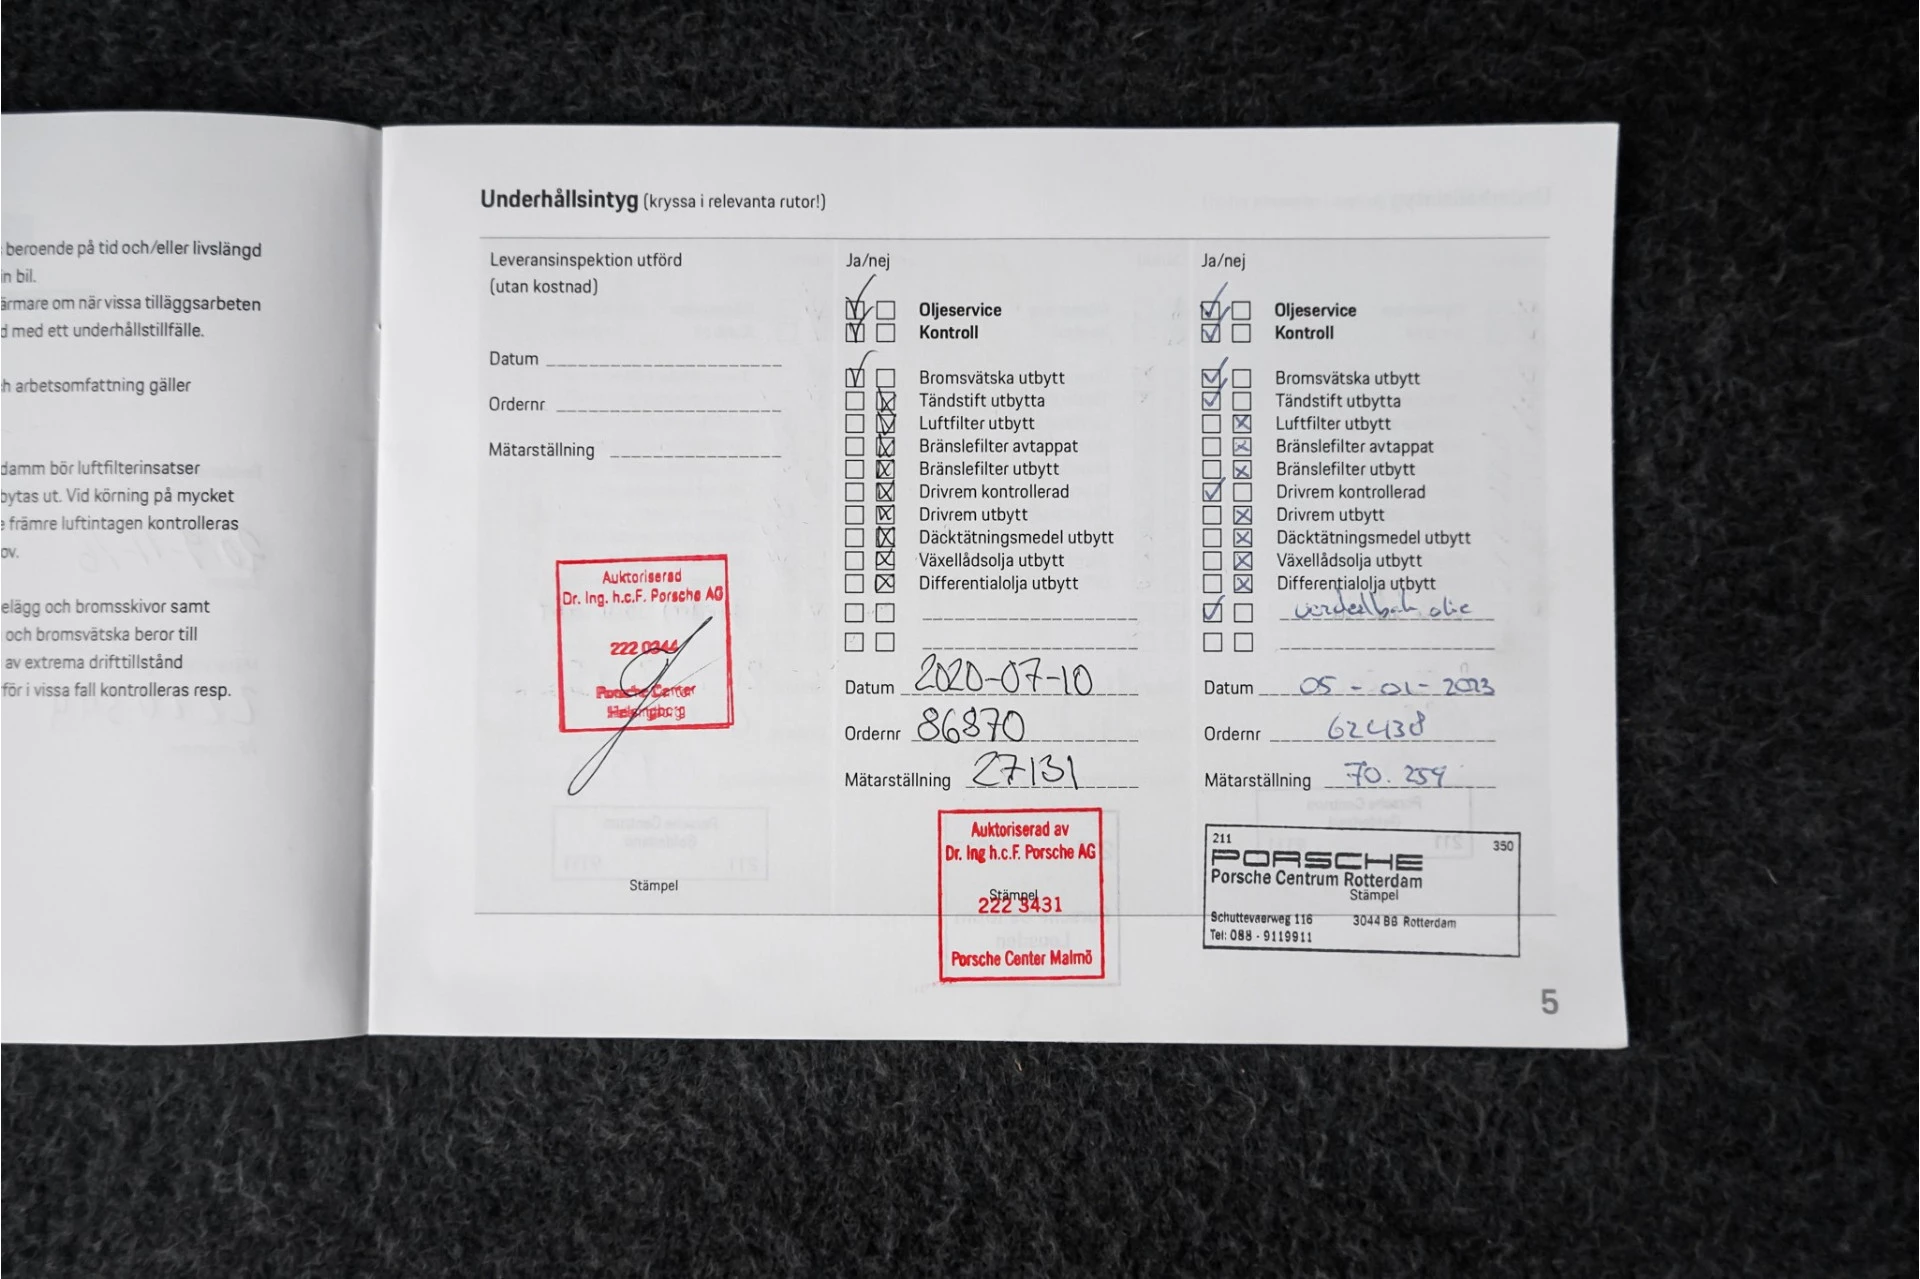 beroende på tid och/eller livslängd
in bil.
ärmare om när vissa tilläggsarbeten
d med ett underhållstillfälle.
h arbetsomfattning gäller
damm bör luftfilterinsatser
bytas ut. Vid körning på mycket
e främre luftintagen kontrolleras
ov.
elägg och bromsskivor samt
och bromsvätska beror till
av extrema drifttillstånd
för i vissa fall kontrolleras resp.
Underhållsintyg (kryssa i relevanta rutor!)
Leveransinspektion utförd
(utan kostnad)
Datum
Ordernr
Mätarställning
Auktoriserad
Dr. Ing. h.c.F. Porsche AG
222 0344
Porsche Center
Helsingborg
Stämpel
Ja/nej
Oljeservice
Kontroll
Bromsvätska utbytt
Tändstift utbytta
Luftfilter utbytt
Bränslefilter avtappat
Bränslefilter utbytt
Drivrem kontrollerad
Drivrem utbytt
Däcktätningsmedel utbytt
Växellådsolja utbytt
Differentialolja utbytt
Datum 2020-07-10
Ordernr 86870
Mätarställning 27131
Auktoriserad av
Dr. Ing h.c.F. Porsche AG
Stämpel
222 3431
Porsche Center Malmö
Ja/nej
Oljeservice
Kontroll
Bromsvätska utbytt
Tändstift utbytta
Luftfilter utbytt
Bränslefilter avtappat
Bränslefilter utbytt
Drivrem kontrollerad
Drivrem utbytt
Däcktätningsmedel utbytt
Växellådsolja utbytt
Differentialolja utbytt
verdeelbak olie
Datum 05-01-2023
Ordernr 62438
Mätarställning 70.259
211 350
PORSCHE
Porsche Centrum Rotterdam
Stämpel
Schuttevaerweg 116 3044 BB Rotterdam
Tel: 088 - 9119911
5